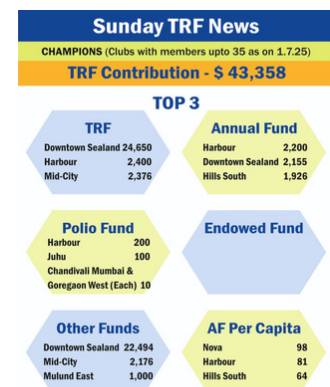 Sunday TRF News
CHAMPIONS (Clubs with members upto 35 as on 1.7.25)
TRF Contribution - $ 43,358
TOP 3
TRF
Downtown Sealand 24,650
Harbour 2,400
Mid-City 2,376
Annual Fund
Harbour 2,200
Downtown Sealand 2,155
Hills South 1,926
Polio Fund
Harbour 200
Juhu 100
Chandivali Mumbai &
Goregaon West (Each) 10
Endowed Fund
Other Funds
Downtown Sealand 22,494
Mid-City 2,176
Mulund East 1,000
AF Per Capita
Nova 98
Harbour 81
Hills South 64